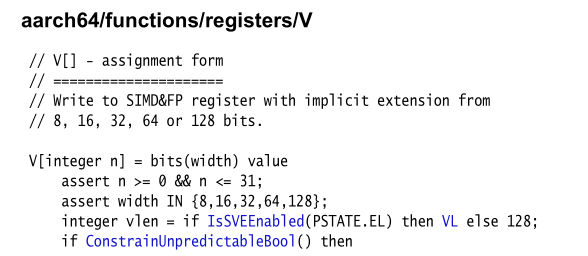 aarch64/functions/registers/V
// V[] - assignment form
// =====================
// Write to SIMD&FP register with implicit extension from
// 8, 16, 32, 64 or 128 bits.
V[integer n] = bits(width) value
assert n >= 0 && n <= 31;
assert width IN {8,16,32,64,128};
integer vlen = if IsSVEEnabled(PSTATE.EL) then VL else 128;
if ConstrainUnpredictableBool() then